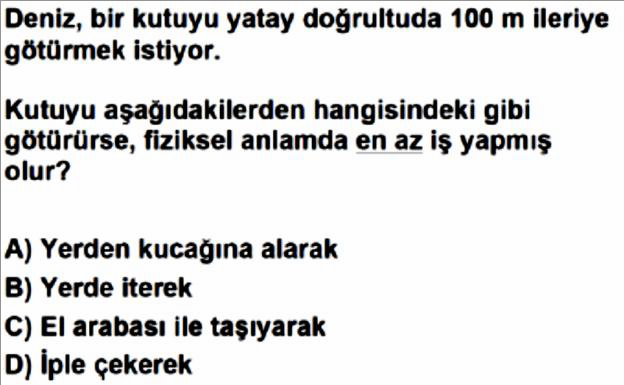 Deniz, bir kutuyu yatay doğrultuda 100 m ileriye
götürmek istiyor.
Kutuyu aşağıdakilerden hangisindeki gibi
götürürse, fiziksel anlamda en az iş yapmış
olur?
A) Yerden kucağına alarak
B) Yerde iterek
C) El arabası ile taşıyarak
D) İple çekerek